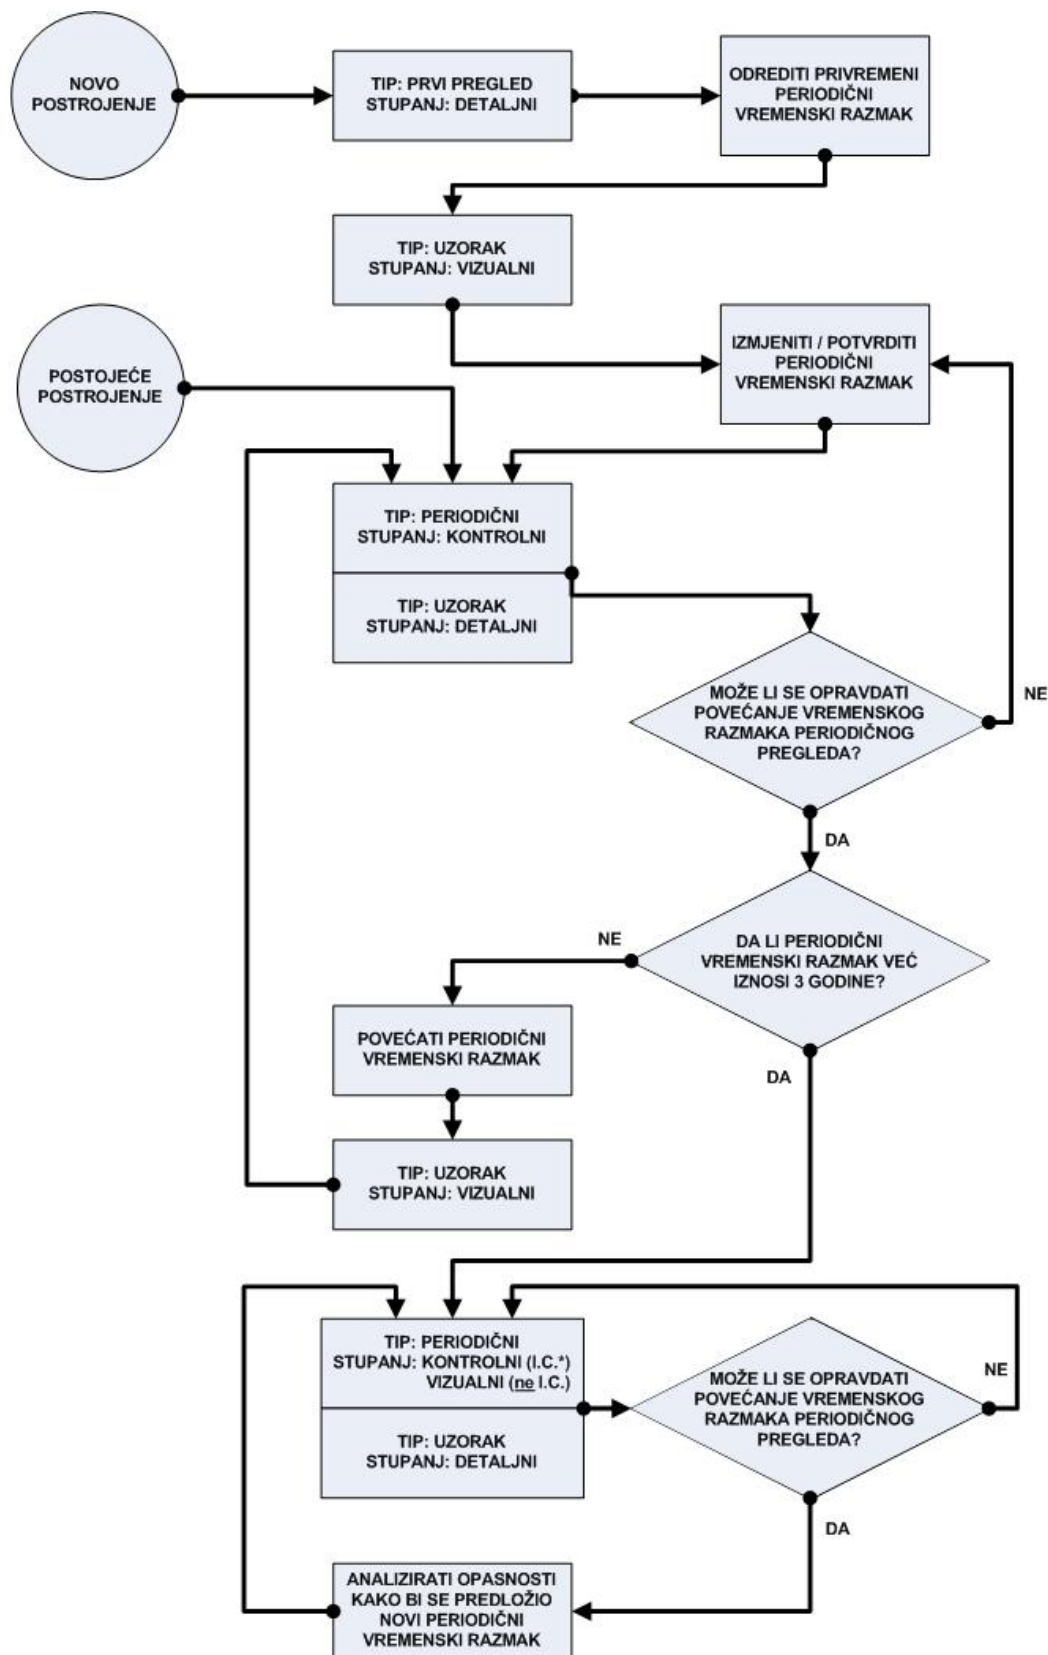 NOVO
POSTROJENJE
TIP: PRVI PREGLED
STUPANJ: DETALJNI
ODREDITI PRIVREMENI
PERIODIČNI
VREMENSKI RAZMAK
TIP: UZORAK
STUPANJ: VIZUALNI
POSTOJEĆE
POSTROJENJE
IZMJENITI / POTVRDITI
PERIODIČNI
VREMENSKI RAZMAK
TIP: PERIODIČNI
STUPANJ: KONTROLNI
TIP: UZORAK
STUPANJ: DETALJNI
MOŽE LI SE OPRAVDATI
POVEĆANJE VREMENSKOG
RAZMAKA PERIODIČNOG
PREGLEDA?
NE
DA
DA LI PERIODIČNI
VREMENSKI RAZMAK VEĆ
IZNOSI 3 GODINE?
NE
DA
POVEĆATI PERIODIČNI
VREMENSKI RAZMAK
TIP: UZORAK
STUPANJ: VIZUALNI
TIP: PERIODIČNI
STUPANJ: KONTROLNI (I.C.*)
VIZUALNI (ne I.C.)
TIP: UZORAK
STUPANJ: DETALJNI
MOŽE LI SE OPRAVDATI
POVEĆANJE VREMENSKOG
RAZMAKA PERIODIČNOG
PREGLEDA?
NE
DA
ANALIZIRATI OPASNOSTI
KAKO BI SE PREDLOŽIO
NOVI PERIODIČNI
VREMENSKI RAZMAK